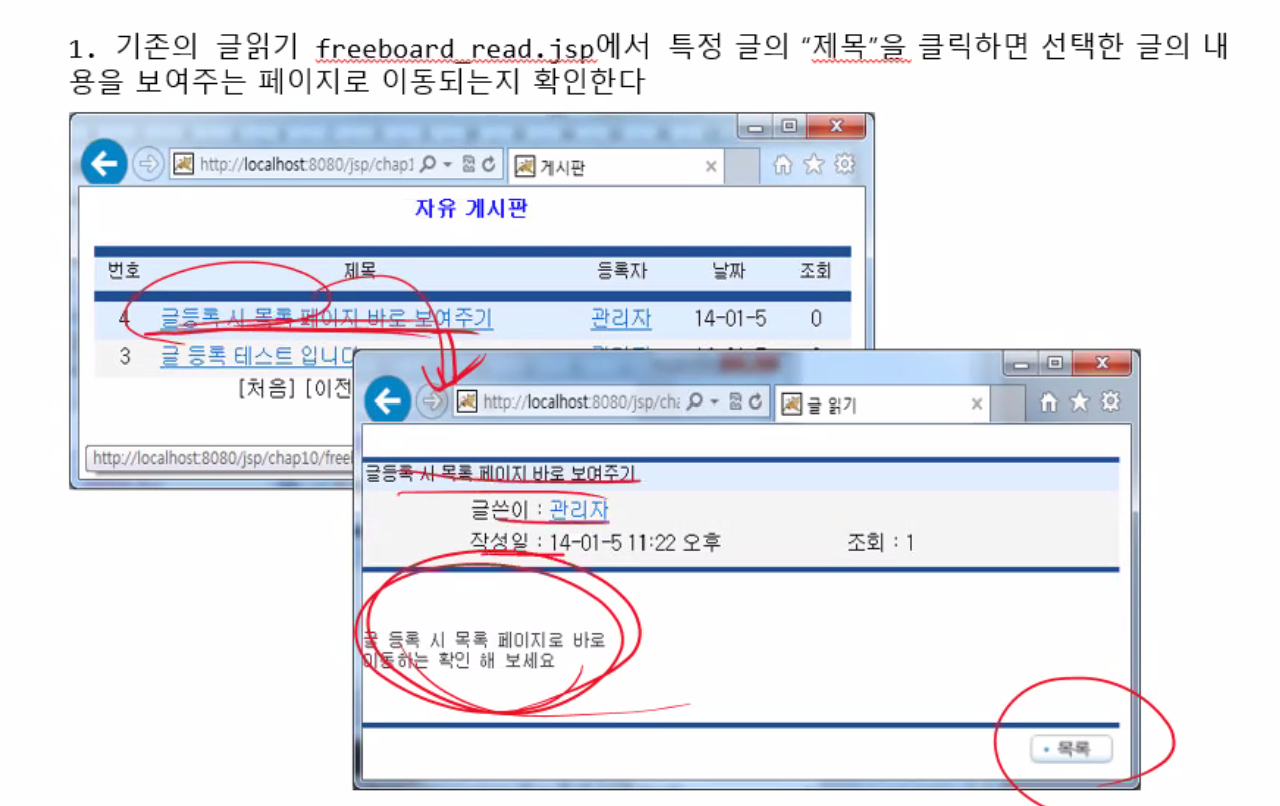 1. 기존의 글읽기 freeboard_read.jsp에서 특정 글의 “제목”을 클릭하면 선택한 글의 내
용을 보여주는 페이지로 이동되는지 확인한다
http://localhost:8080/jsp/chap1
게시판
자유 게시판
번호 제목 등록자 날짜 조회
4 글등록 시 목록 페이지 바로 보여주기 관리자 14-01-5 0
3 글 등록 테스트 입니다
[처음] [이전
http://localhost:8080/jsp/chap10/free
http://localhost:8080/jsp/cha
글 읽기
글등록 시 목록 페이지 바로 보여주기
글쓴이 : 관리자
작성일 : 14-01-5 11:22 오후 조회 : 1
글 등록 시 목록 페이지로 바로
이동하는 확인 해 보세요
목록